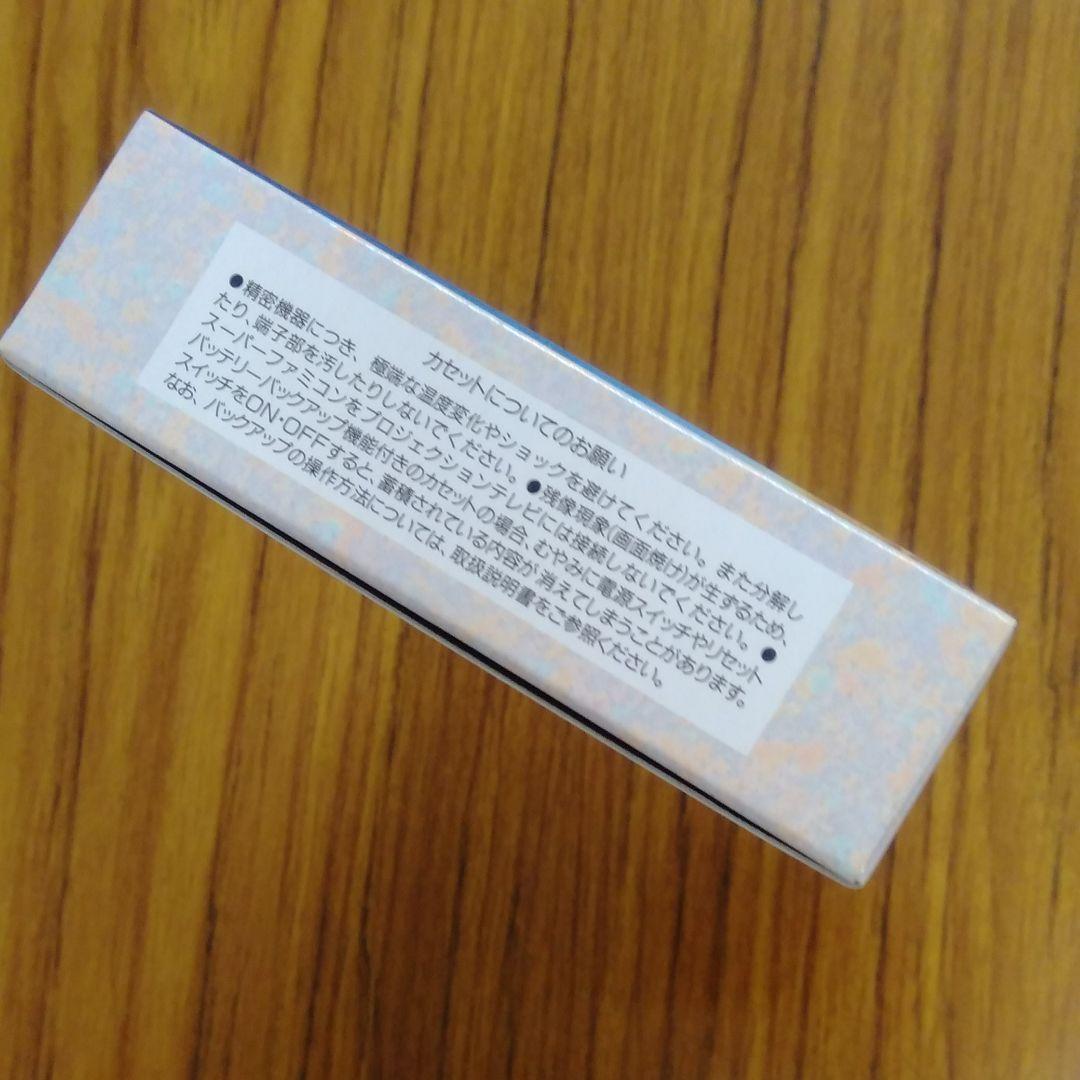 カセットについてのお願い
●精密機器につき、極端な温度変化やショックを避けてください。また分解し
たり、端子部を汚したりしないでください。●残像現象(画面焼け)が生ずるため、
スーパーファミコンをプロジェクションテレビには接続しないでください。●
バッテリーバックアップ機能付きのカセットの場合、むやみに電源スイッチやリセット
スイッチをON・OFFすると、蓄積されている内容が消えてしまうことがあります。
なお、バックアップの操作方法については、取扱説明書をご参照ください。